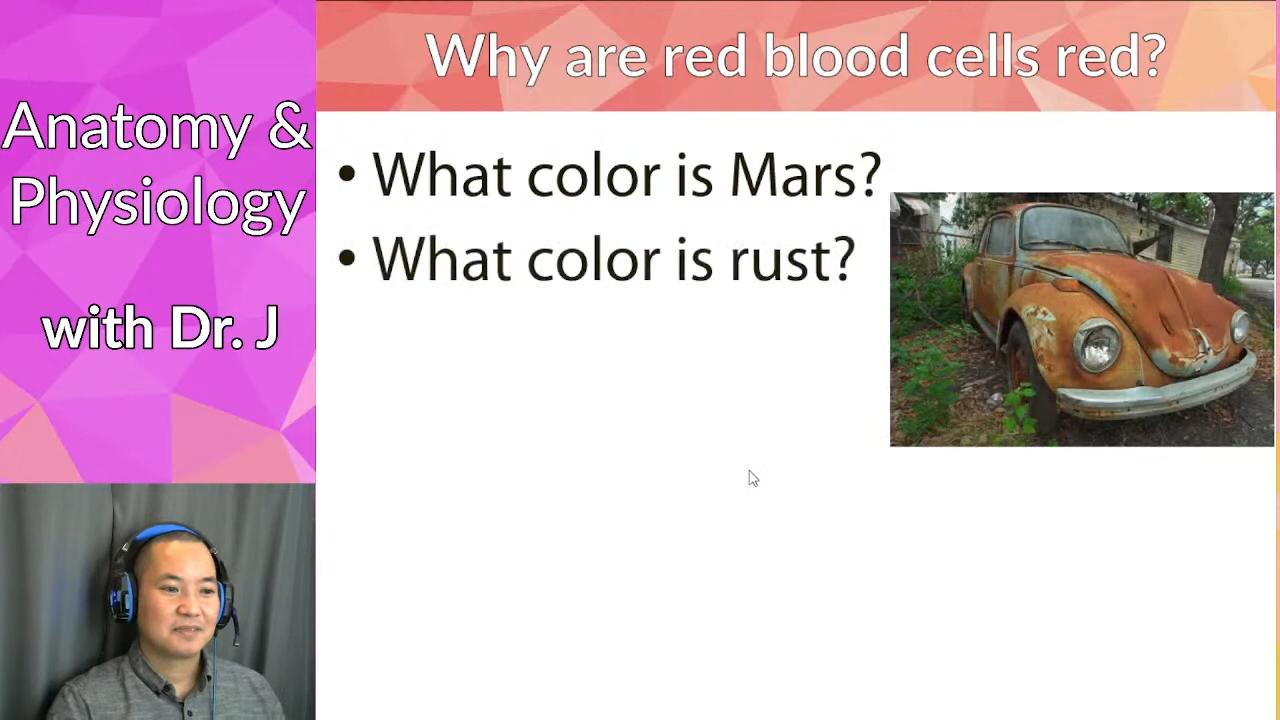 Anatomy &
Physiology
with Dr. J
Why are red blood cells red?
• What color is Mars?
• What color is rust?